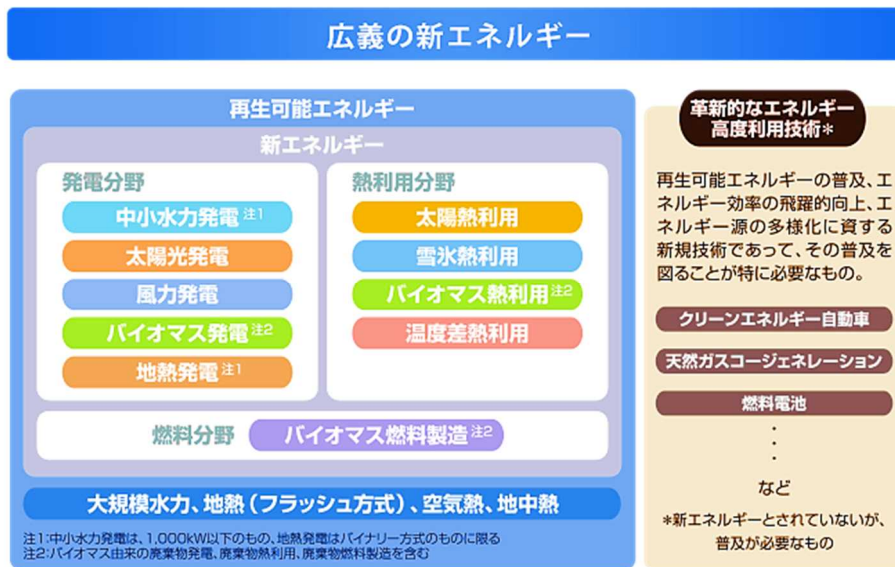 広義の新エネルギー
再生可能エネルギー
新エネルギー
発電分野
中小水力発電 注1
太陽光発電
風力発電
バイオマス発電 注2
地熱発電 注1
熱利用分野
太陽熱利用
雪氷熱利用
バイオマス熱利用 注2
温度差熱利用
燃料分野
バイオマス燃料製造 注2
大規模水力、地熱（フラッシュ方式）、空気熱、地中熱
注1:中小水力発電は、1,000kW以下のもの、地熱発電はバイナリー方式のものに限る
注2:バイオマス由来の廃棄物発電、廃棄物熱利用、廃棄物燃料製造を含む
革新的なエネルギー
高度利用技術＊
再生可能エネルギーの普及、エ
ネルギー効率の飛躍的向上、エ
ネルギー源の多様化に資する
新規技術であって、その普及を
図ることが特に必要なもの。
クリーンエネルギー自動車
天然ガスコージェネレーション
燃料電池
・
・
・
など
＊新エネルギーとされていないが、
普及が必要なもの